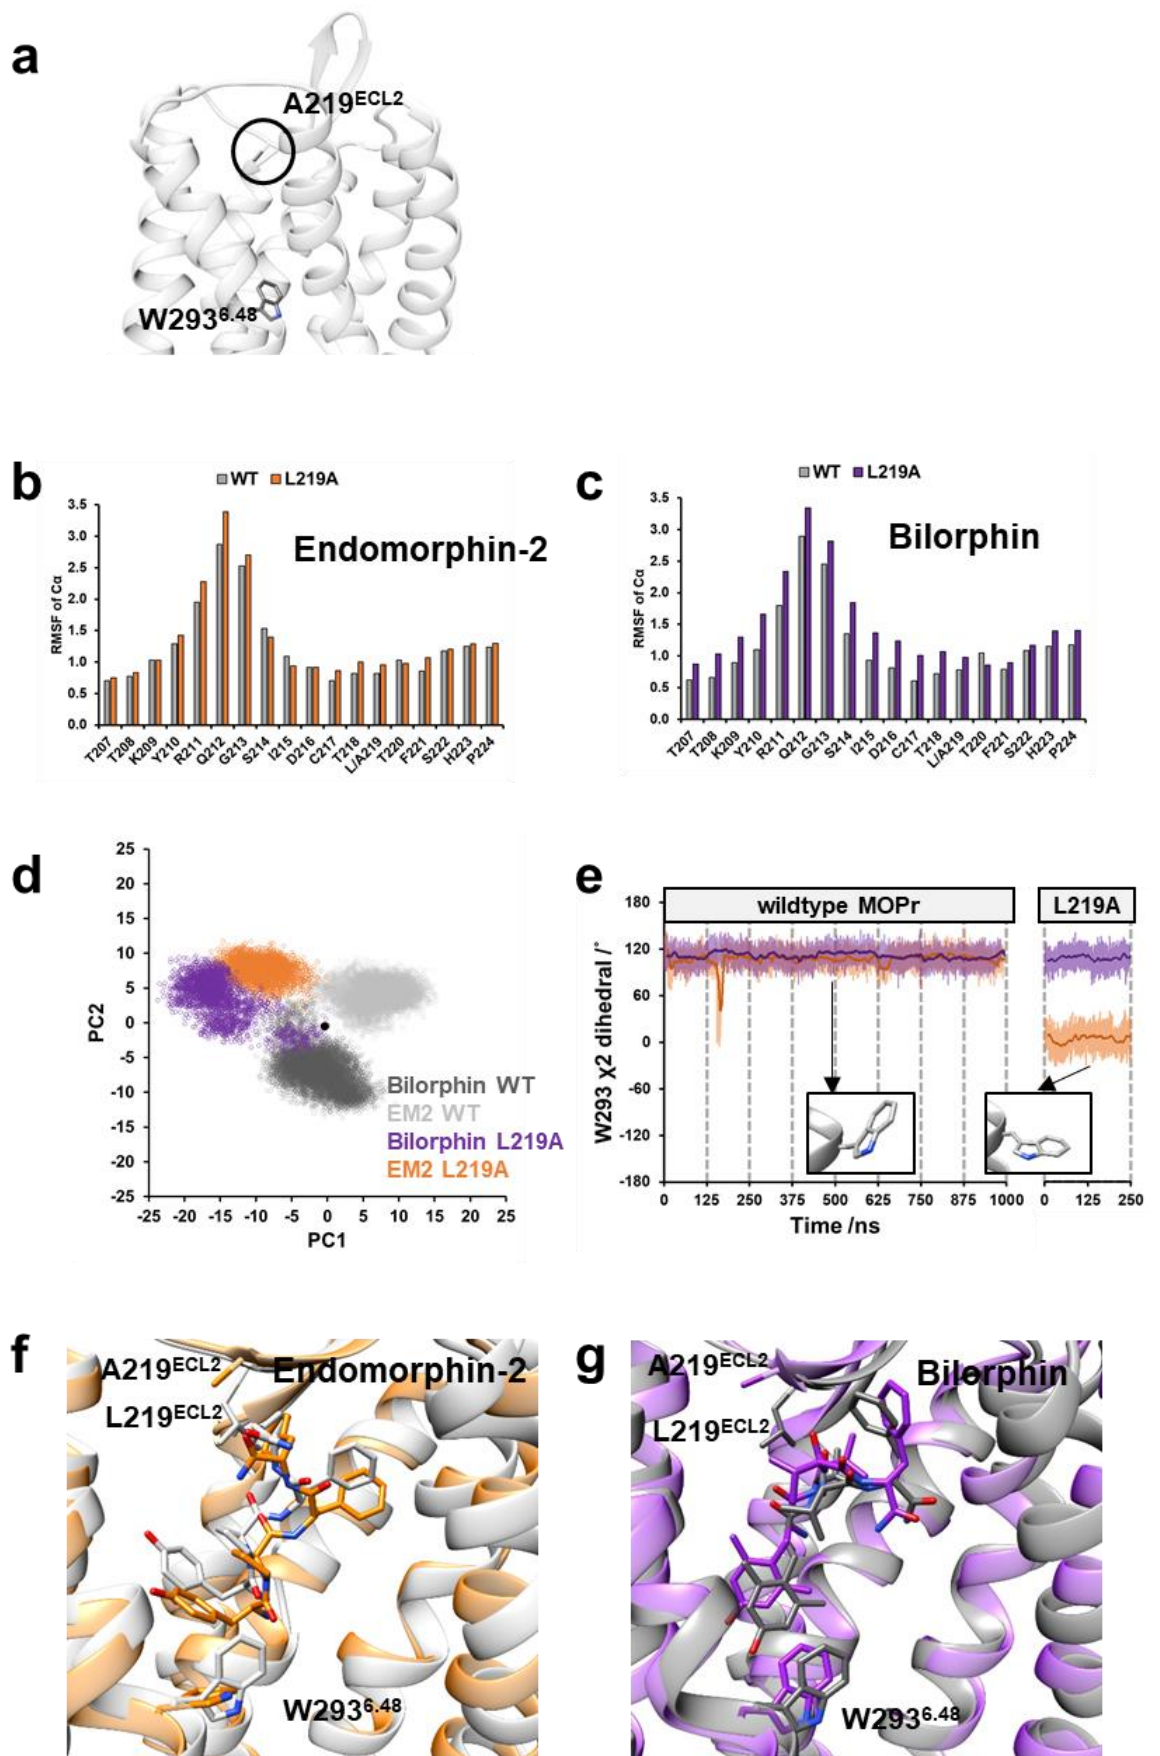 a
A219ECL2
W2936.48
b
WT L219A
Endomorphin-2
RMSF of Cα
3.5
3.0
2.5
2.0
1.5
1.0
0.5
0.0
T207 T208 K209 Y210 R211 Q212 G213 S214 I215 D216 C217 T218 L/A219 T220 F221 S222 H223 P224
c
WT L219A
Bilorphin
RMSF of Cα
3.5
3.0
2.5
2.0
1.5
1.0
0.5
0.0
T207 T208 K209 Y210 R211 Q212 G213 S214 I215 D216 C217 T218 L/A219 T220 F221 S222 H223 P224
d
PC2
25
20
15
10
5
0
-5
-10
-15
-20
-25
Bilorphin WT
EM2 WT
Bilorphin L219A
EM2 L219A
-25 -20 -15 -10 -5 0 5 10 15 20 25
PC1
e
wildtype MOPr
L219A
W293 χ2 dihedral /°
180
120
60
0
-60
-120
-180
0 125 250 375 500 625 750 875 1000
0 125 250
Time /ns
f
A219ECL2
Endomorphin-2
L219ECL2
W2936.48
g
A219ECL2
Bilorphin
L219ECL2
W2936.48